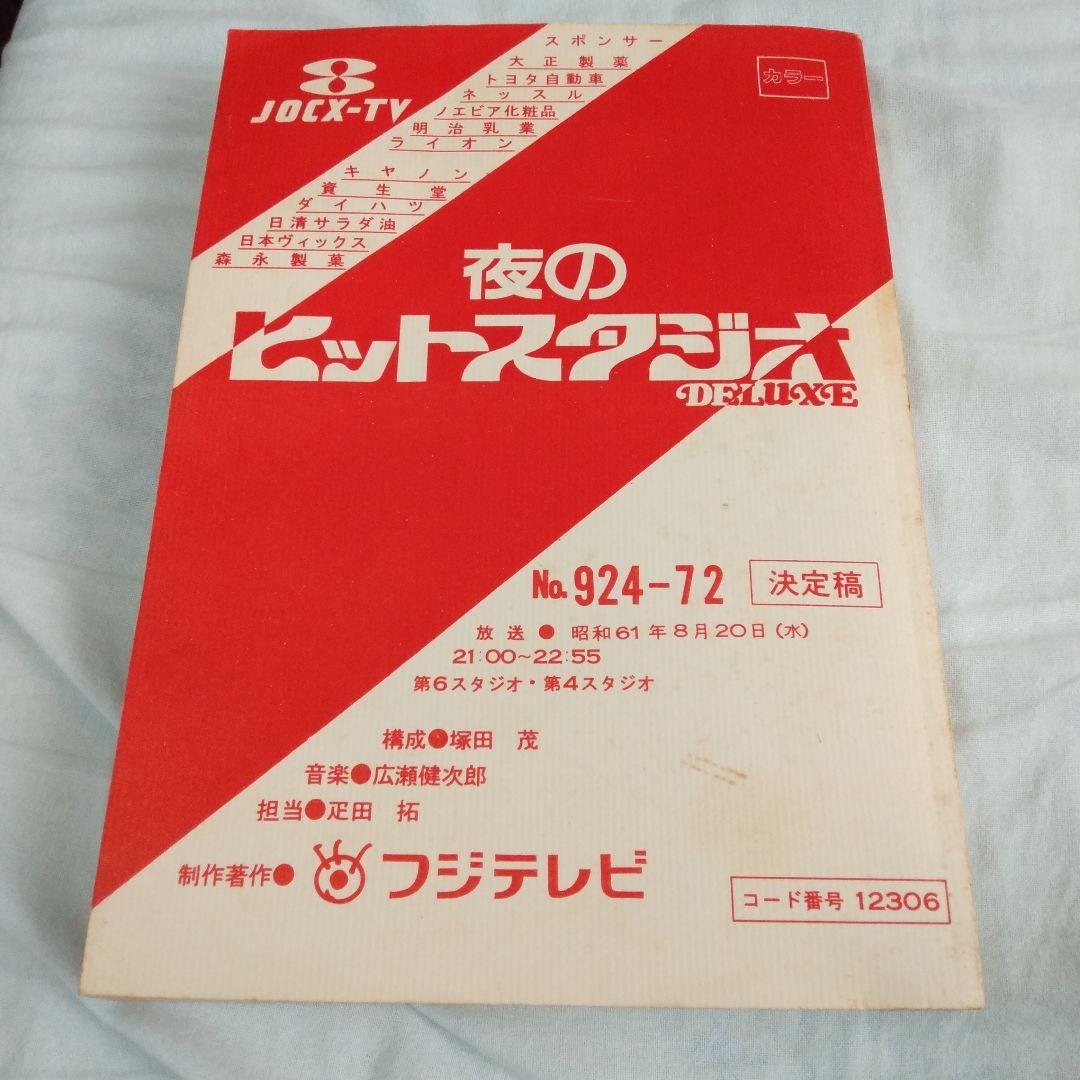 8
JOCX-TV
スポンサー
大正製薬
トヨタ自動車
ネッスル
ノエビア化粧品
明治乳業
ライオン
キヤノン
資生堂
ダイハツ
日清サラダ油
日本ヴィックス
森永製菓
カラー
夜の
ヒットスタジオ
DELUXE
No.924-72 決定稿
放送●昭和61年8月20日(水)
21:00~22:55
第6スタジオ・第4スタジオ
構成●塚田 茂
音楽●広瀬健次郎
担当●疋田 拓
制作著作●フジテレビ
コード番号 12306